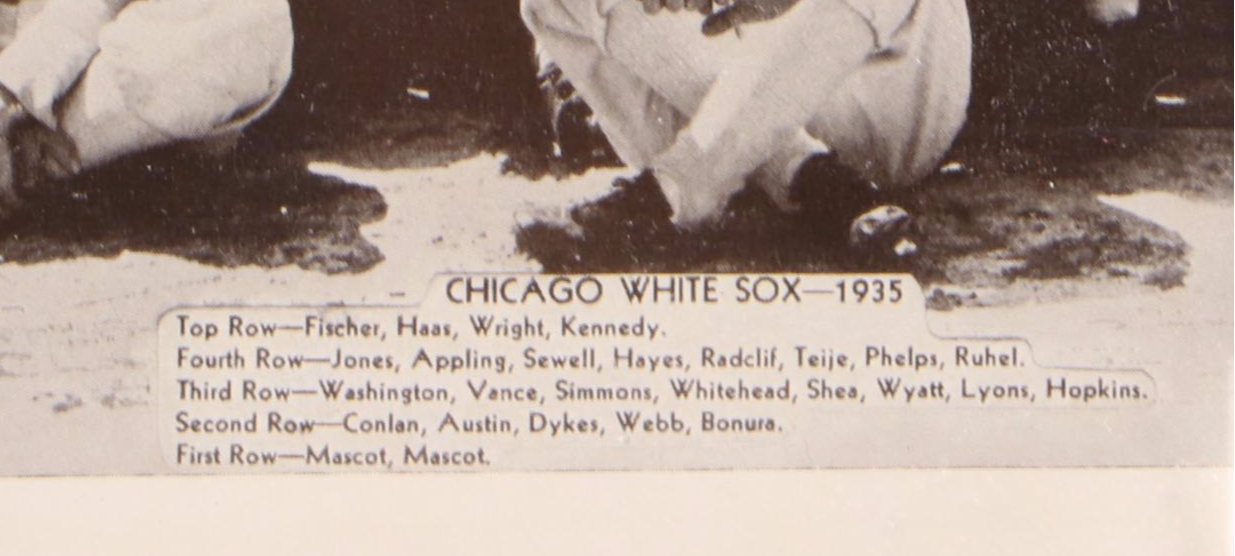 CHICAGO WHITE SOX—1935
Top Row—Fischer, Haas, Wright, Kennedy.
Fourth Row—Jones, Appling, Sewell, Hayes, Radclif, Teije, Phelps, Ruhel.
Third Row—Washington, Vance, Simmons, Whitehead, Shea, Wyatt, Lyons, Hopkins.
Second Row—Conlan, Austin, Dykes, Webb, Bonura.
First Row—Mascot, Mascot.